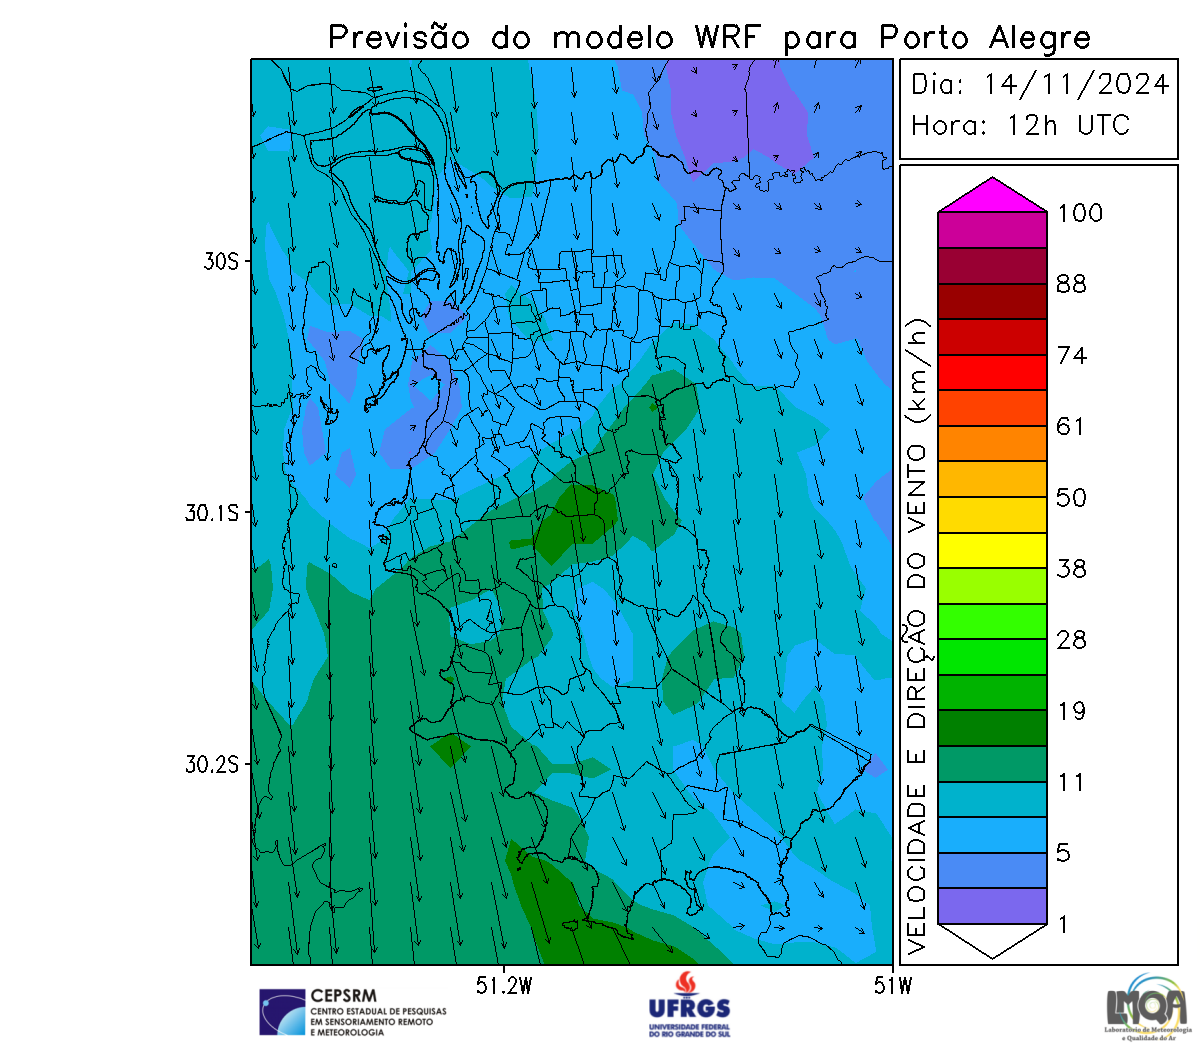 Previsão do modelo WRF para Porto Alegre
Dia: 14/11/2024
Hora: 12h UTC
100
88
74
61
50
38
28
19
11
5
1
VELOCIDADE E DIREÇÃO DO VENTO (km/h)
30S
30.1S
30.2S
51.2W
51W
CEPSRM
CENTRO ESTADUAL DE PESQUISAS
EM SENSORIAMENTO REMOTO
E METEOROLOGIA
UFRGS
UNIVERSIDADE FEDERAL
DO RIO GRANDE DO SUL
LMQA
Laboratório de Meteorologia
e Qualidade do Ar